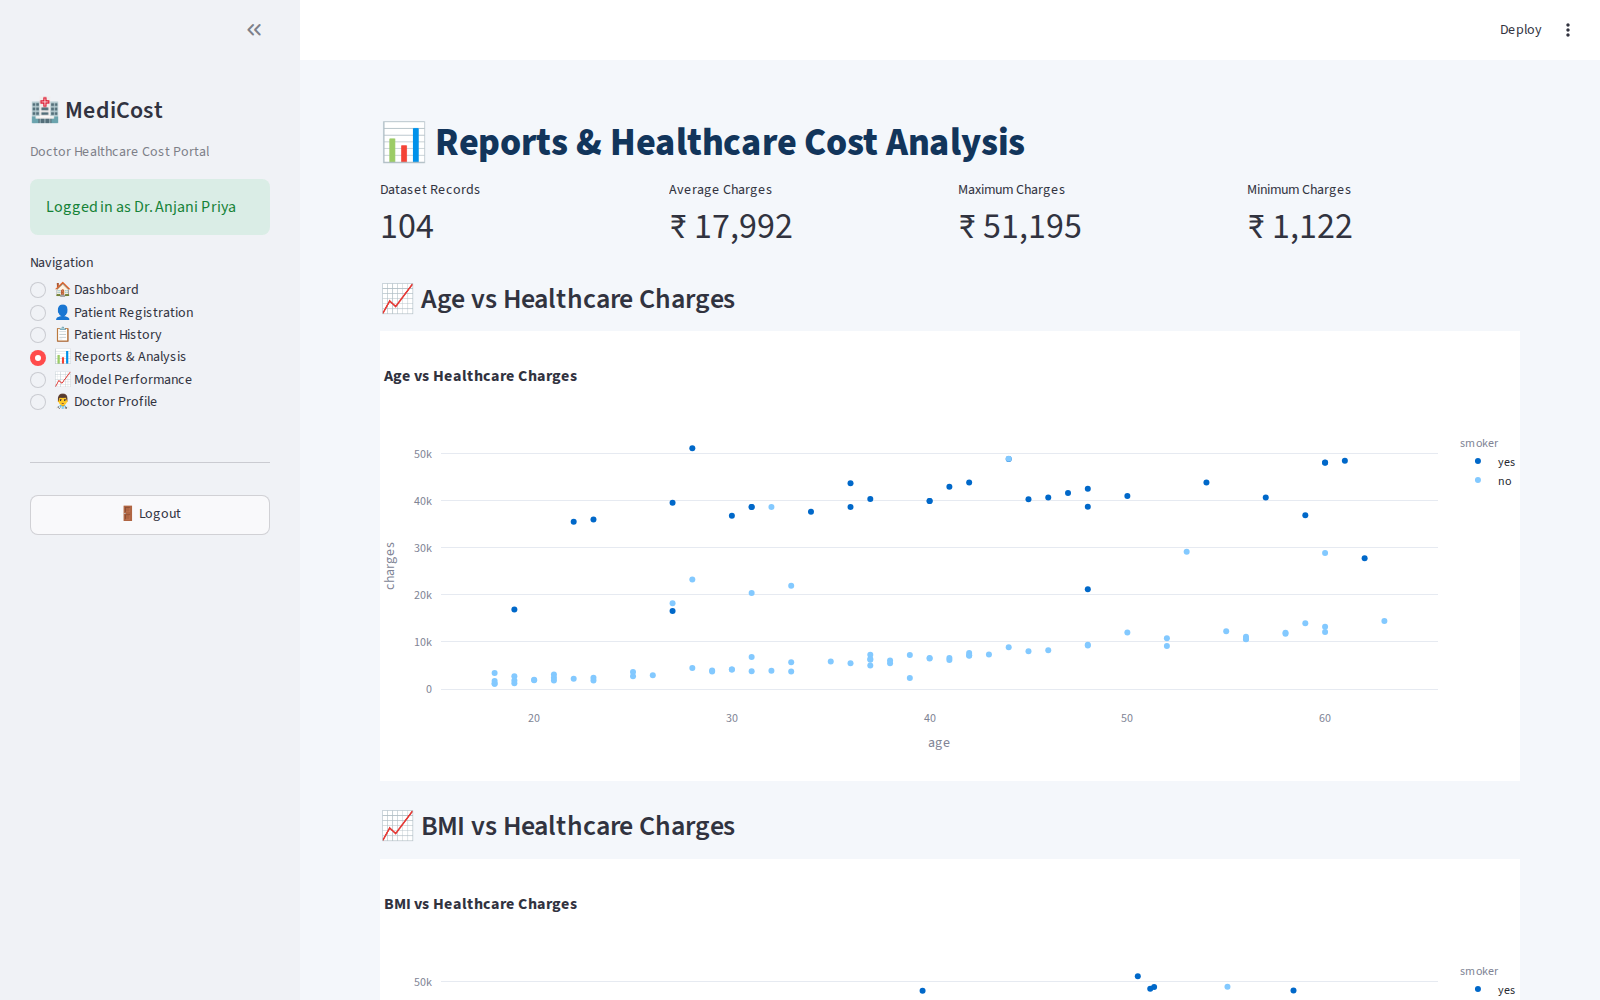 Deploy
MediCost
Doctor Healthcare Cost Portal
Logged in as Dr. Anjani Priya
Navigation
Dashboard
Patient Registration
Patient History
Reports & Analysis
Model Performance
Doctor Profile
Logout
Reports & Healthcare Cost Analysis
Dataset Records
104
Average Charges
₹ 17,992
Maximum Charges
₹ 51,195
Minimum Charges
₹ 1,122
Age vs Healthcare Charges
Age vs Healthcare Charges
smoker
yes
no
50k
40k
30k
20k
10k
0
charges
20 30 40 50 60
age
BMI vs Healthcare Charges
BMI vs Healthcare Charges
smoker
yes
50k